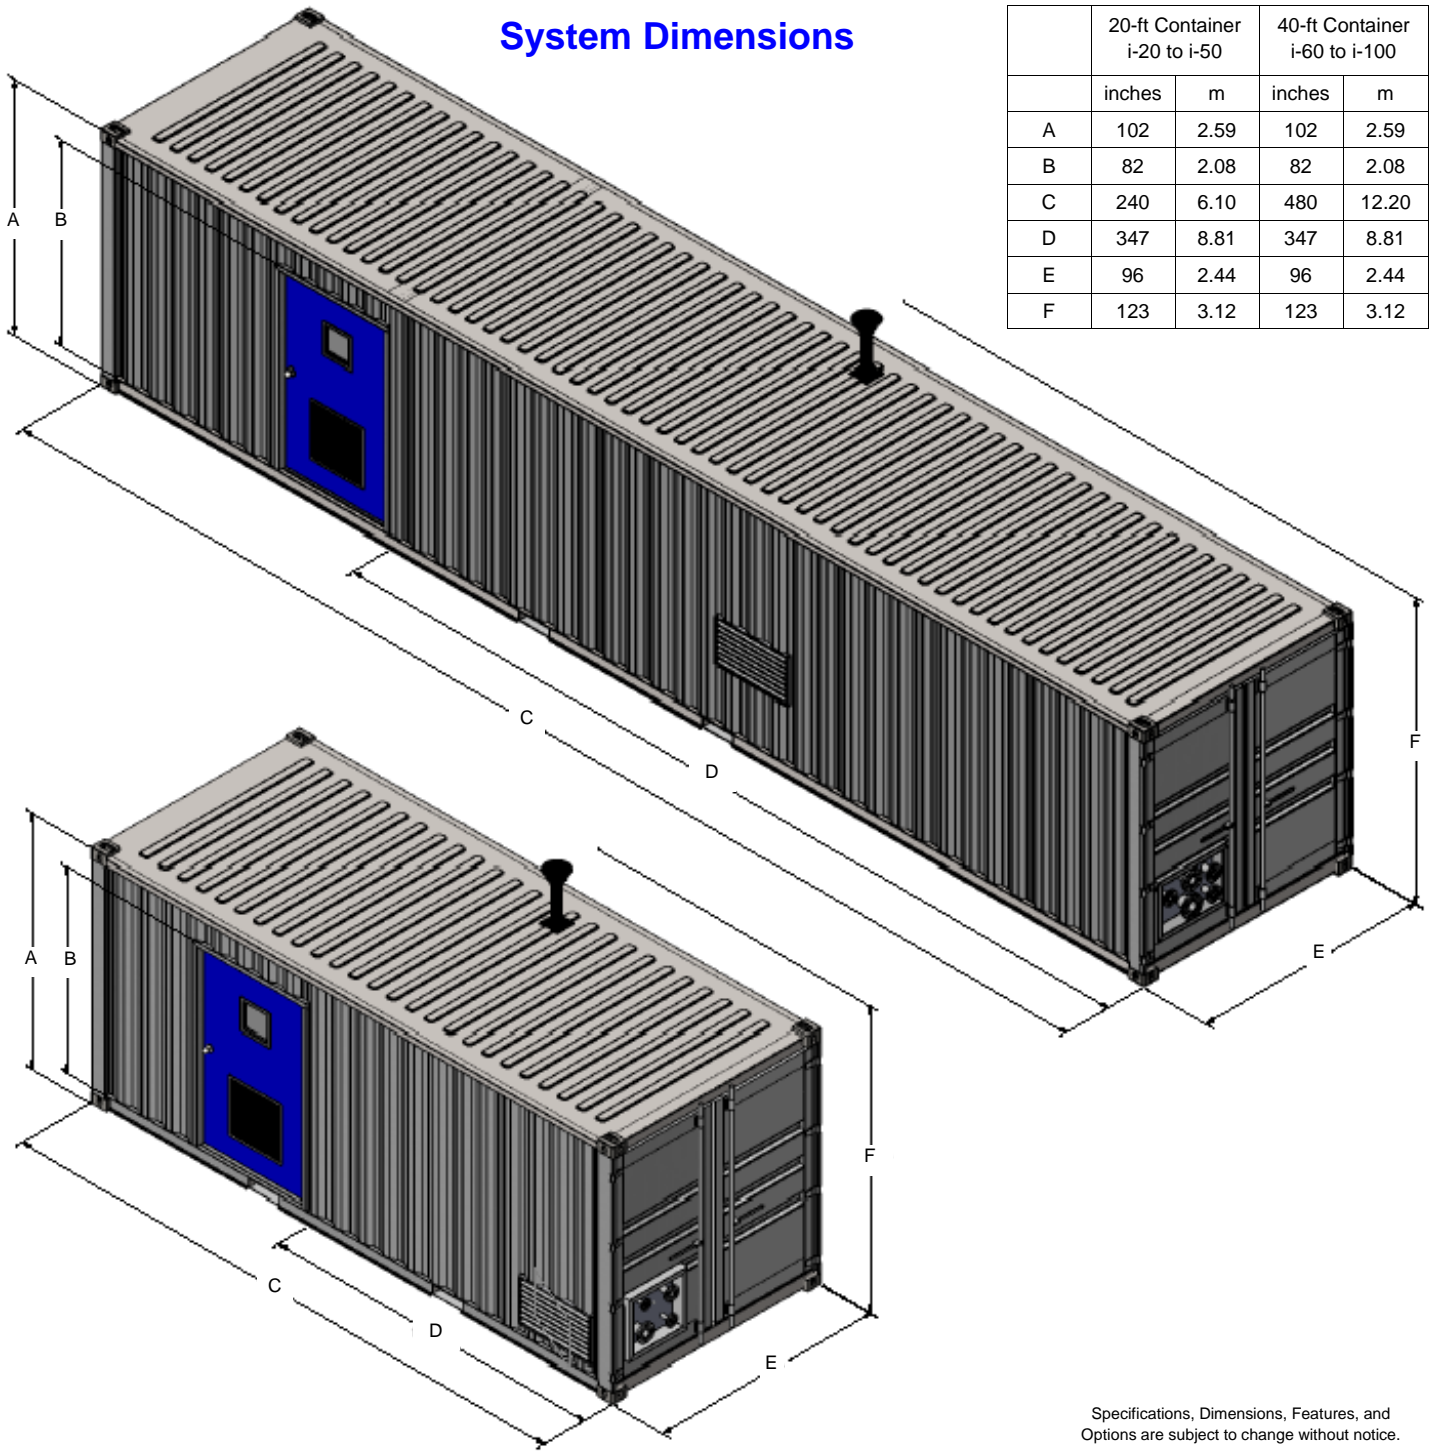 System Dimensions
20-ft Container 40-ft Container
i-20 to i-50 i-60 to i-100
inches m inches m
A 102 2.59 102 2.59
B 82 2.08 82 2.08
C 240 6.10 480 12.20
D 347 8.81 347 8.81
E 96 2.44 96 2.44
F 123 3.12 123 3.12
A
B
C
D
F
E
A
B
C
D
F
E
Specifications, Dimensions, Features, and
Options are subject to change without notice.